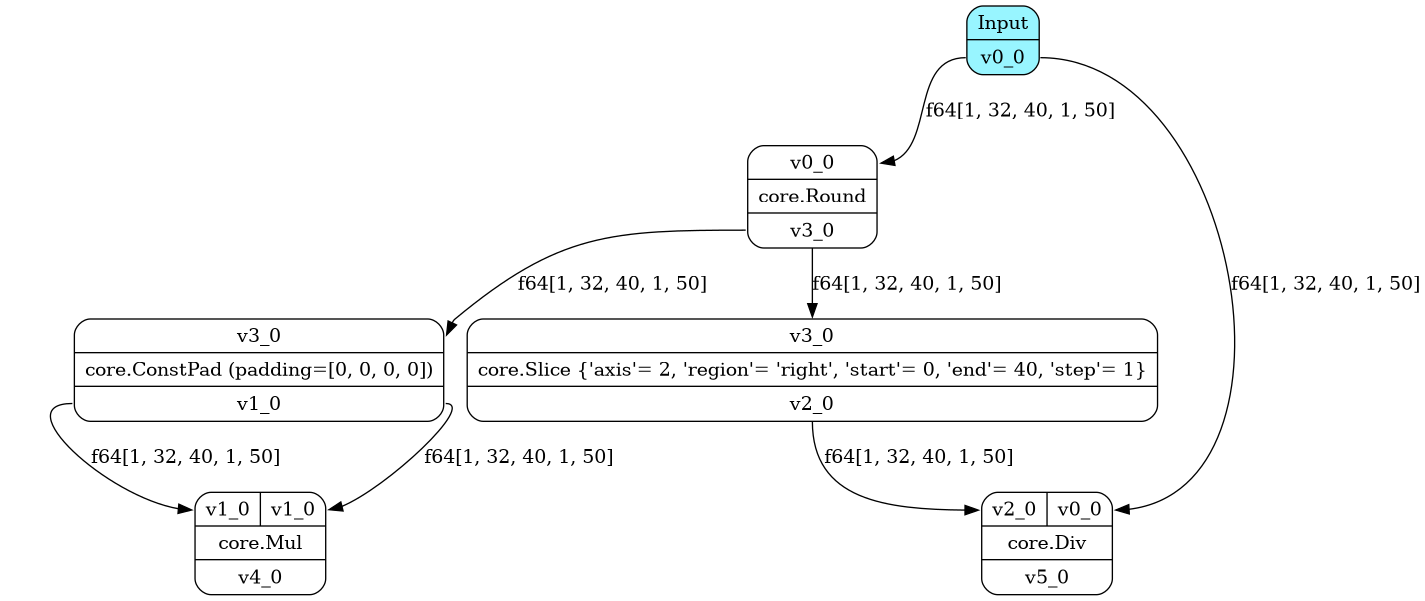 Input
v0_0
f64[1, 32, 40, 1, 50]
v0_0
core.Round
v3_0
f64[1, 32, 40, 1, 50]
f64[1, 32, 40, 1, 50]
f64[1, 32, 40, 1, 50]
v3_0
core.ConstPad (padding=[0, 0, 0, 0])
v1_0
v3_0
core.Slice {'axis'= 2, 'region'= 'right', 'start'= 0, 'end'= 40, 'step'= 1}
v2_0
f64[1, 32, 40, 1, 50]
f64[1, 32, 40, 1, 50]
f64[1, 32, 40, 1, 50]
v1_0 v1_0
core.Mul
v4_0
v2_0 v0_0
core.Div
v5_0